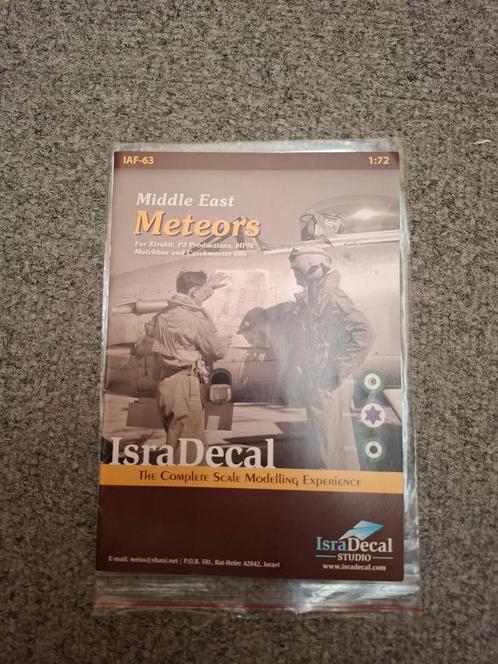 IAF-63 1:72
Middle East
Meteors
For Xtrakit, PJ Productions, MPM,
Matchbox and Czechmaster kits
IsraDecal
The Complete Scale Modelling Experience
IsraDecal
STUDIO
E-mail: weiss@shani.net | P.O.B. 581, Bat-Hefer 42842, Israel
www.isradecal.com